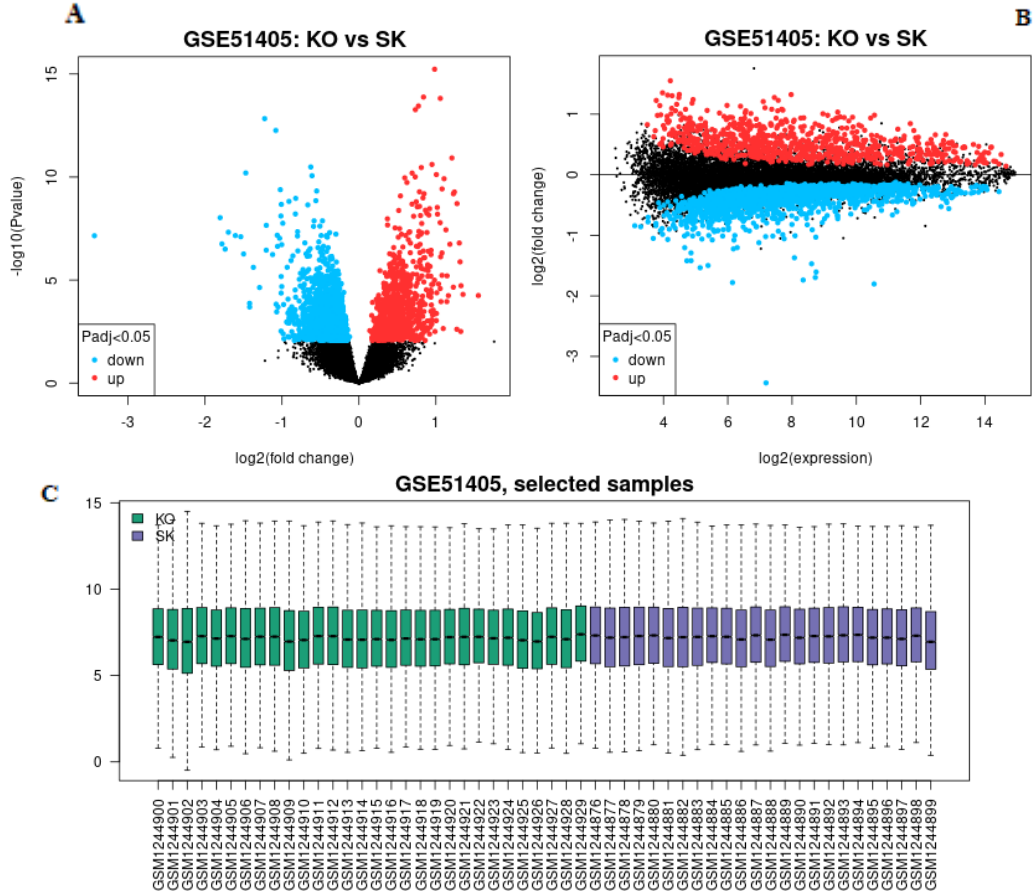 A
GSE51405: KO vs SK
-log10(Pvalue)
15
10
5
0
Padj<0.05
down
up
-3
-2
-1
0
1
log2(fold change)
B
GSE51405: KO vs SK
log2(fold change)
1
0
-1
-2
-3
Padj<0.05
down
up
4
6
8
10
12
14
log2(expression)
C
GSE51405, selected samples
15
10
5
0
KO
SK
GSM1244900
GSM1244901
GSM1244902
GSM1244903
GSM1244904
GSM1244905
GSM1244906
GSM1244907
GSM1244908
GSM1244909
GSM1244910
GSM1244911
GSM1244912
GSM1244913
GSM1244914
GSM1244915
GSM1244916
GSM1244917
GSM1244918
GSM1244919
GSM1244920
GSM1244921
GSM1244922
GSM1244923
GSM1244924
GSM1244925
GSM1244926
GSM1244927
GSM1244928
GSM1244929
GSM1244876
GSM1244877
GSM1244878
GSM1244879
GSM1244880
GSM1244881
GSM1244882
GSM1244883
GSM1244884
GSM1244885
GSM1244886
GSM1244887
GSM1244888
GSM1244889
GSM1244890
GSM1244891
GSM1244892
GSM1244893
GSM1244894
GSM1244895
GSM1244896
GSM1244897
GSM1244898
GSM1244899